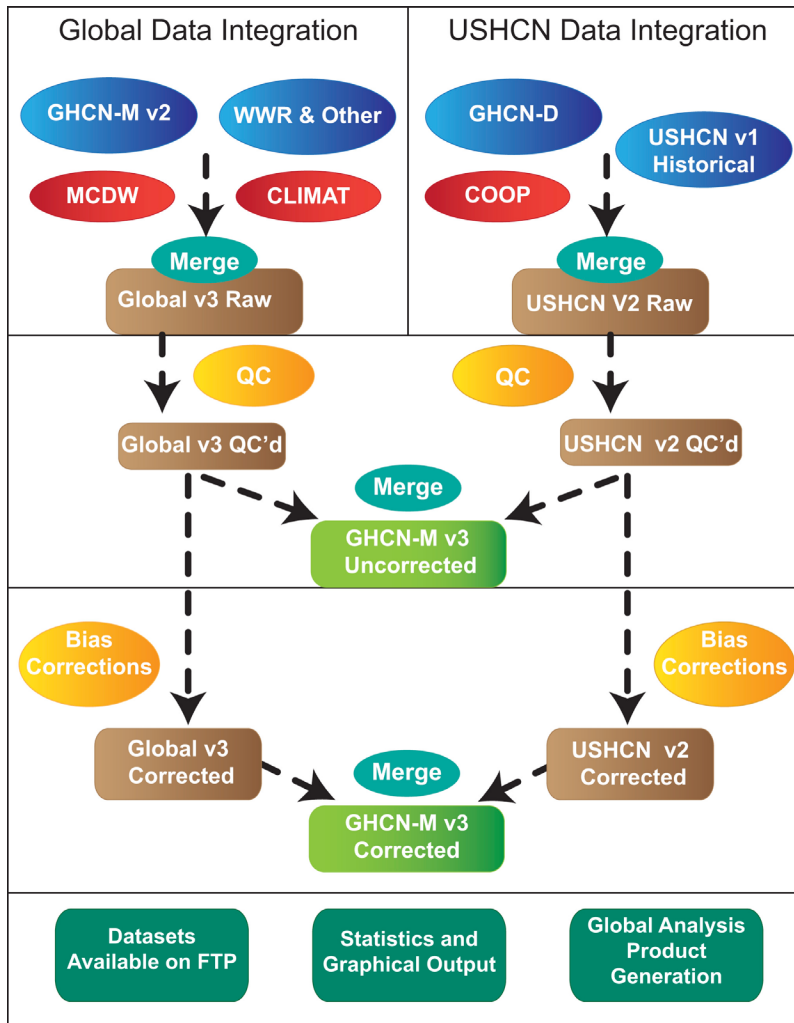 Global Data Integration
USHCN Data Integration
GHCN-M v2
WWR & Other
GHCN-D
USHCN v1
Historical
MCDW
CLIMAT
COOP
Merge
Global v3 Raw
Merge
USHCN V2 Raw
QC
QC
Global v3 QC'd
USHCN v2 QC'd
Merge
GHCN-M v3
Uncorrected
Bias
Corrections
Bias
Corrections
Global v3
Corrected
USHCN v2
Corrected
Merge
GHCN-M v3
Corrected
Datasets
Available on FTP
Statistics and
Graphical Output
Global Analysis
Product
Generation